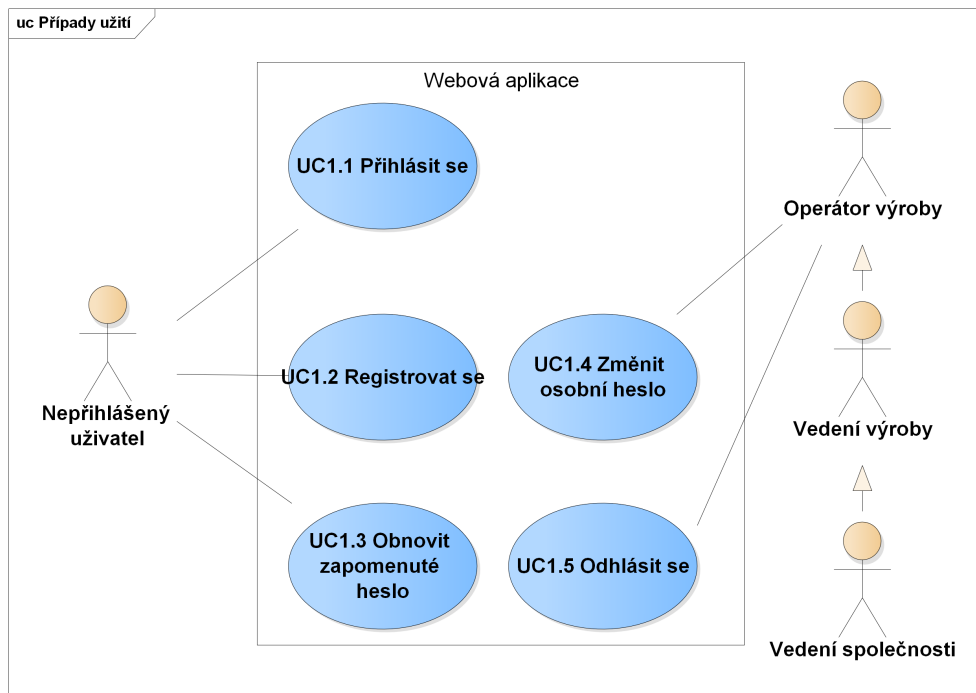 uc Případy užití
Webová aplikace
UC1.1 Přihlásit se
Operátor výroby
UC1.2 Registrovat se
UC1.4 Změnit
osobní heslo
Nepřihlášený
uživatel
Vedení výroby
UC1.3 Obnovit
zapomenuté
heslo
UC1.5 Odhlásit se
Vedení společnosti